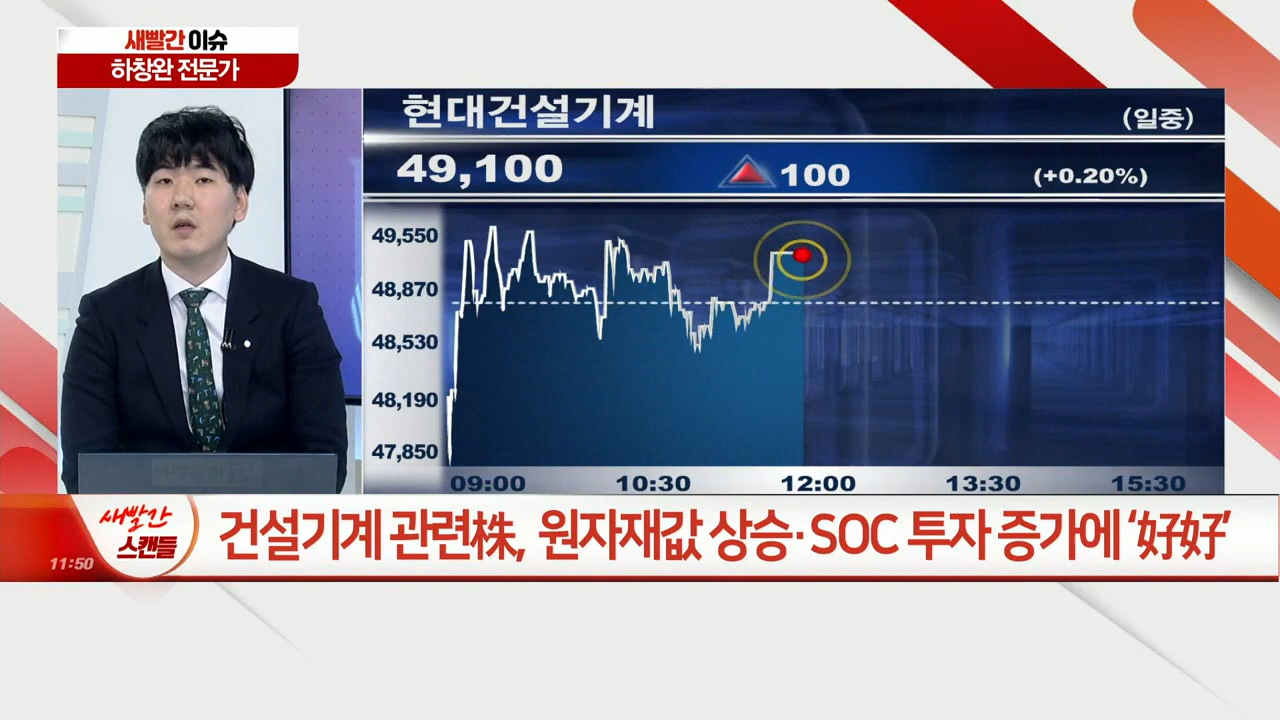 새빨간 이슈
하창완 전문가
현대건설기계
(일중)
49,100
100
(+0.20%)
49,550
48,870
48,530
48,190
47,850
09:00
10:30
12:00
13:30
15:30
새빨간
스캔들
11:50
건설기계 관련株, 원자재값 상승·SOC 투자 증가에 ‘好好’